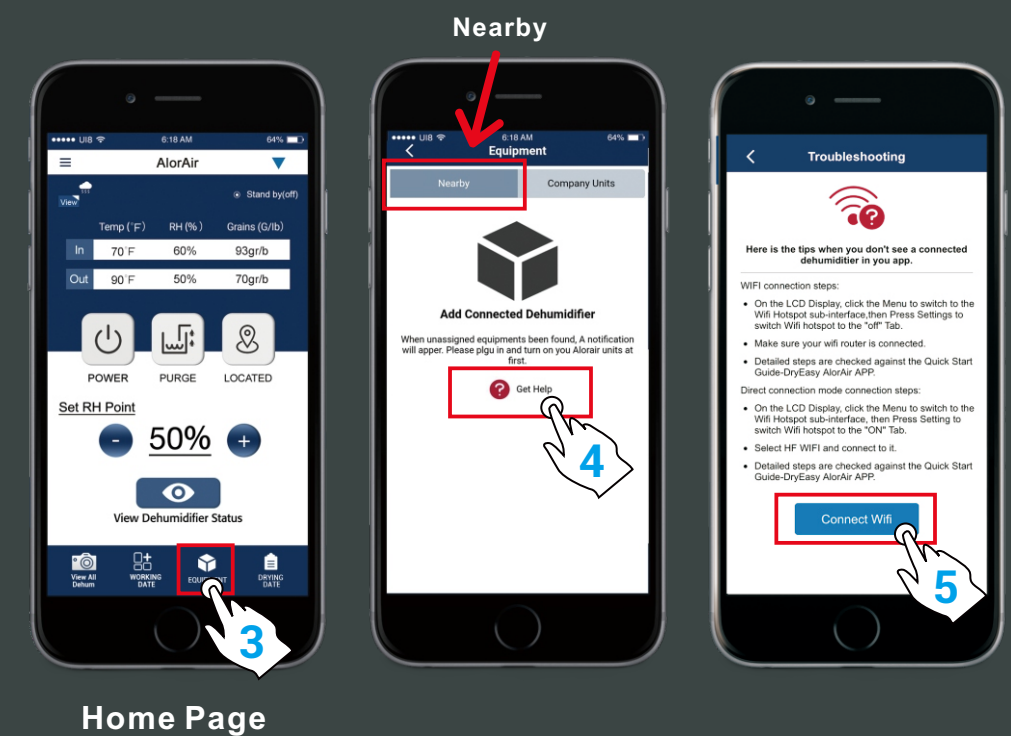 Nearby
UI8
6:18 AM
64%
AlorAir
View
Stand by(off)
Temp (°F)
RH (%)
Grains (G/lb)
In
70°F
60%
93gr/b
Out
90°F
50%
70gr/b
POWER
PURGE
LOCATED
Set RH Point
-
50%
+
View Dehumidifier Status
View All
Dehum
WORKING
DATE
DRYING
DATE
3
Home Page
UI8
6:18 AM
64%
Equipment
Nearby
Company Units
Add Connected Dehumidifier
When unassigned equipments been found, A notification
will apper. Please plgu in and turn on you Alorair units at
first.
?
Get Help
4
Troubleshooting
?
Here is the tips when you don't see a connected
dehumiditier in you app.
WIFI connection steps:
• On the LCD Display, click the Menu to switch to the
Wifi Hotspot sub-interface,then Press Settings to
switch Wifi hotspot to the "off" Tab.
• Make sure your wifi router is connected.
• Detailed steps are checked against the Quick Start
Guide-DryEasy AlorAir APP.
Direct connection mode connection steps:
• On the LCD Display, click the Menu to switch to the
Wifi Hotspot sub-interface, then Press Setting to
switch Wifi hotspot to the "ON" Tab.
• Select HF WIFI and connect to it.
• Detailed steps are checked against the Quick Start
Guide-DryEasy AlorAir APP.
Connect Wifi
5